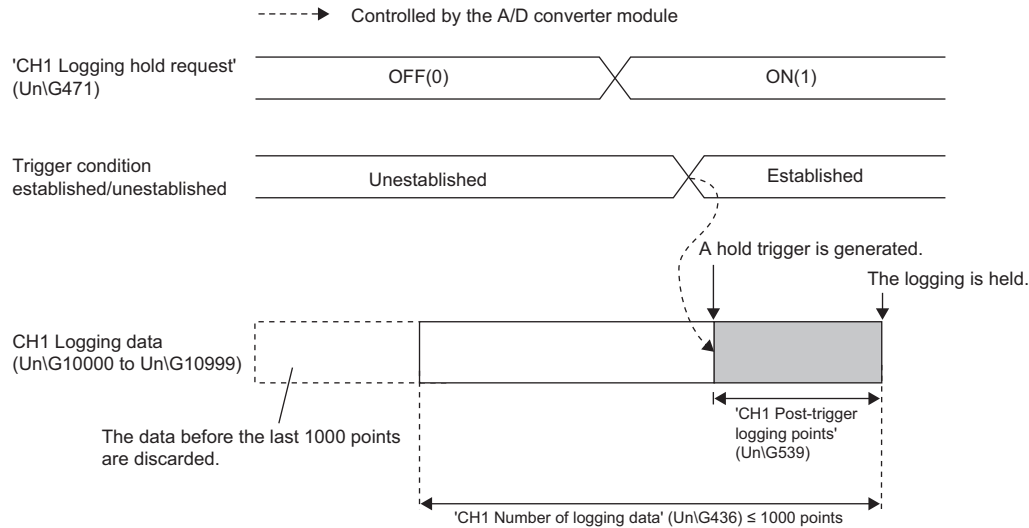 Controlled by the A/D converter module
'CH1 Logging hold request'
(Un\G471)
OFF(0)
ON(1)
Trigger condition
established/unestablished
Unestablished
Established
A hold trigger is generated.
The logging is held.
CH1 Logging data
(Un\G10000 to Un\G10999)
The data before the last 1000 points
are discarded.
'CH1 Post-trigger
logging points'
(Un\G539)
'CH1 Number of logging data' (Un\G436) ≤ 1000 points